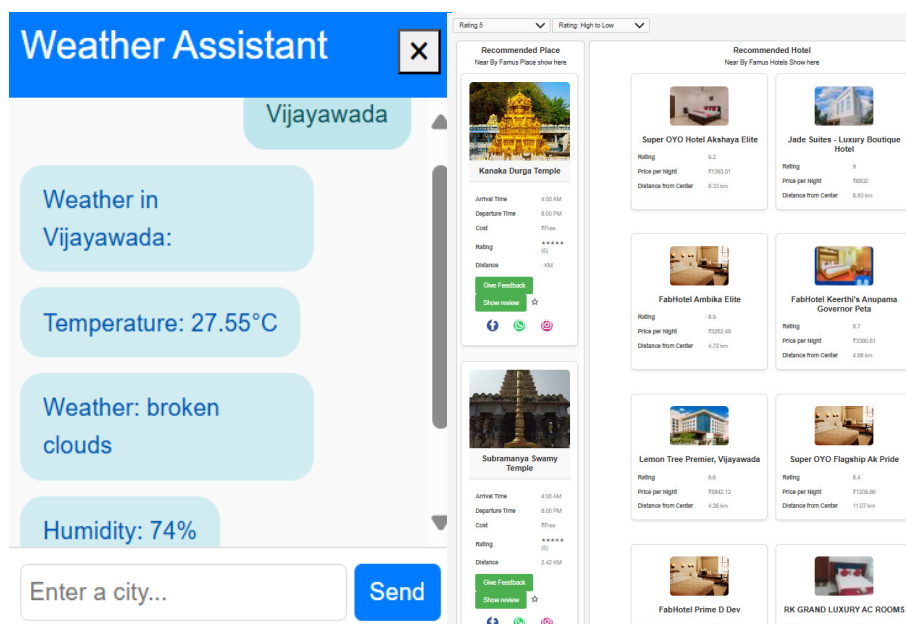 Weather Assistant
×
Vijayawada
Weather in
Vijayawada:
Temperature: 27.55°C
Weather: broken
clouds
Humidity: 74%
Enter a city...
Send
Rating 5
Rating: High to Low
Recommended Place
Near By Famus Place show here
Kanaka Durga Temple
Arrival Time 4:00 AM
Departure Time 8:00 PM
Cost ₹Free
Rating ★★★★★
(5)
Distance - KM
Give Feedback
Show review ☆
Subramanya Swamy
Temple
Arrival Time 4:00 AM
Departure Time 8:00 PM
Cost ₹Free
Rating ★★★★★
(5)
Distance 2.42 KM
Give Feedback
Show review ☆
Recommended Hotel
Near By Famus Hotels Show here
Super OYO Hotel Akshaya Elite
Rating 9.2
Price per Night ₹1393.51
Distance from Center 8.33 km
Jade Suites - Luxury Boutique
Hotel
Rating 9
Price per Night ₹6832
Distance from Center 6.83 km
FabHotel Ambika Elite
Rating 8.9
Price per Night ₹3252.48
Distance from Center 4.72 km
FabHotel Keerthi's Anupama
Governor Peta
Rating 8.7
Price per Night ₹3380.61
Distance from Center 4.68 km
Lemon Tree Premier, Vijayawada
Rating 8.6
Price per Night ₹5842.12
Distance from Center 4.36 km
Super OYO Flagship Ak Pride
Rating 8.4
Price per Night ₹1209.66
Distance from Center 11.07 km
FabHotel Prime D Dev
RK GRAND LUXURY AC ROOMS